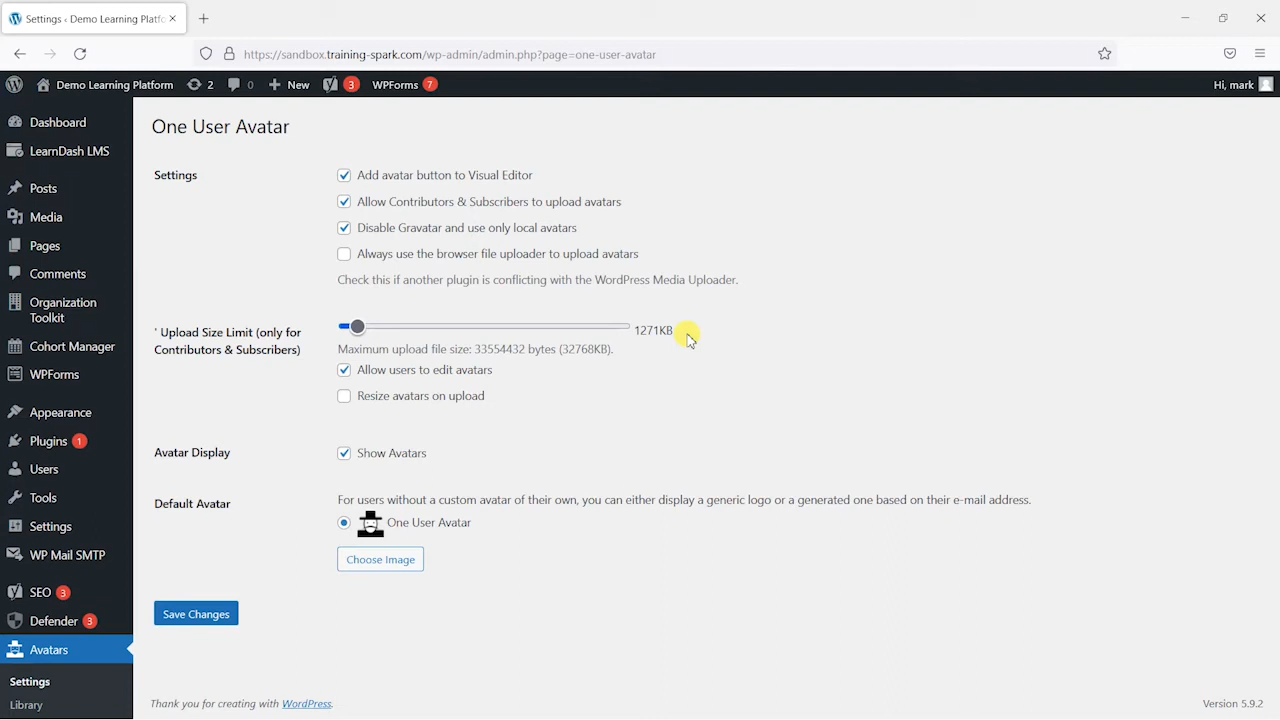 Settings ‹ Demo Learning Platfo
https://sandbox.training-spark.com/wp-admin/admin.php?page=one-user-avatar
Demo Learning Platform 2 0 New 3 WPForms 7 Hi, mark
Dashboard
LearnDash LMS
Posts
Media
Pages
Comments
Organization
Toolkit
Cohort Manager
WPForms
Appearance
Plugins 1
Users
Tools
Settings
WP Mail SMTP
SEO 3
Defender 3
Avatars
Settings
Library
One User Avatar
Settings
Add avatar button to Visual Editor
Allow Contributors & Subscribers to upload avatars
Disable Gravatar and use only local avatars
Always use the browser file uploader to upload avatars
Check this if another plugin is conflicting with the WordPress Media Uploader.
' Upload Size Limit (only for
Contributors & Subscribers)
1271KB
Maximum upload file size: 33554432 bytes (32768KB).
Allow users to edit avatars
Resize avatars on upload
Avatar Display
Show Avatars
Default Avatar
For users without a custom avatar of their own, you can either display a generic logo or a generated one based on their e-mail address.
One User Avatar
Choose Image
Save Changes
Thank you for creating with WordPress.
Version 5.9.2